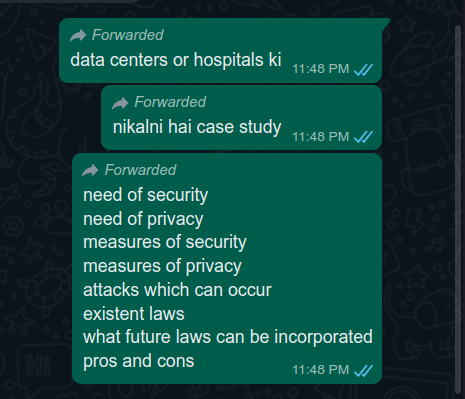 Forwarded
data centers or hospitals ki
11:48 PM
Forwarded
nikalni hai case study
11:48 PM
Forwarded
need of security
need of privacy
measures of security
measures of privacy
attacks which can occur
existent laws
what future laws can be incorporated
pros and cons
11:48 PM